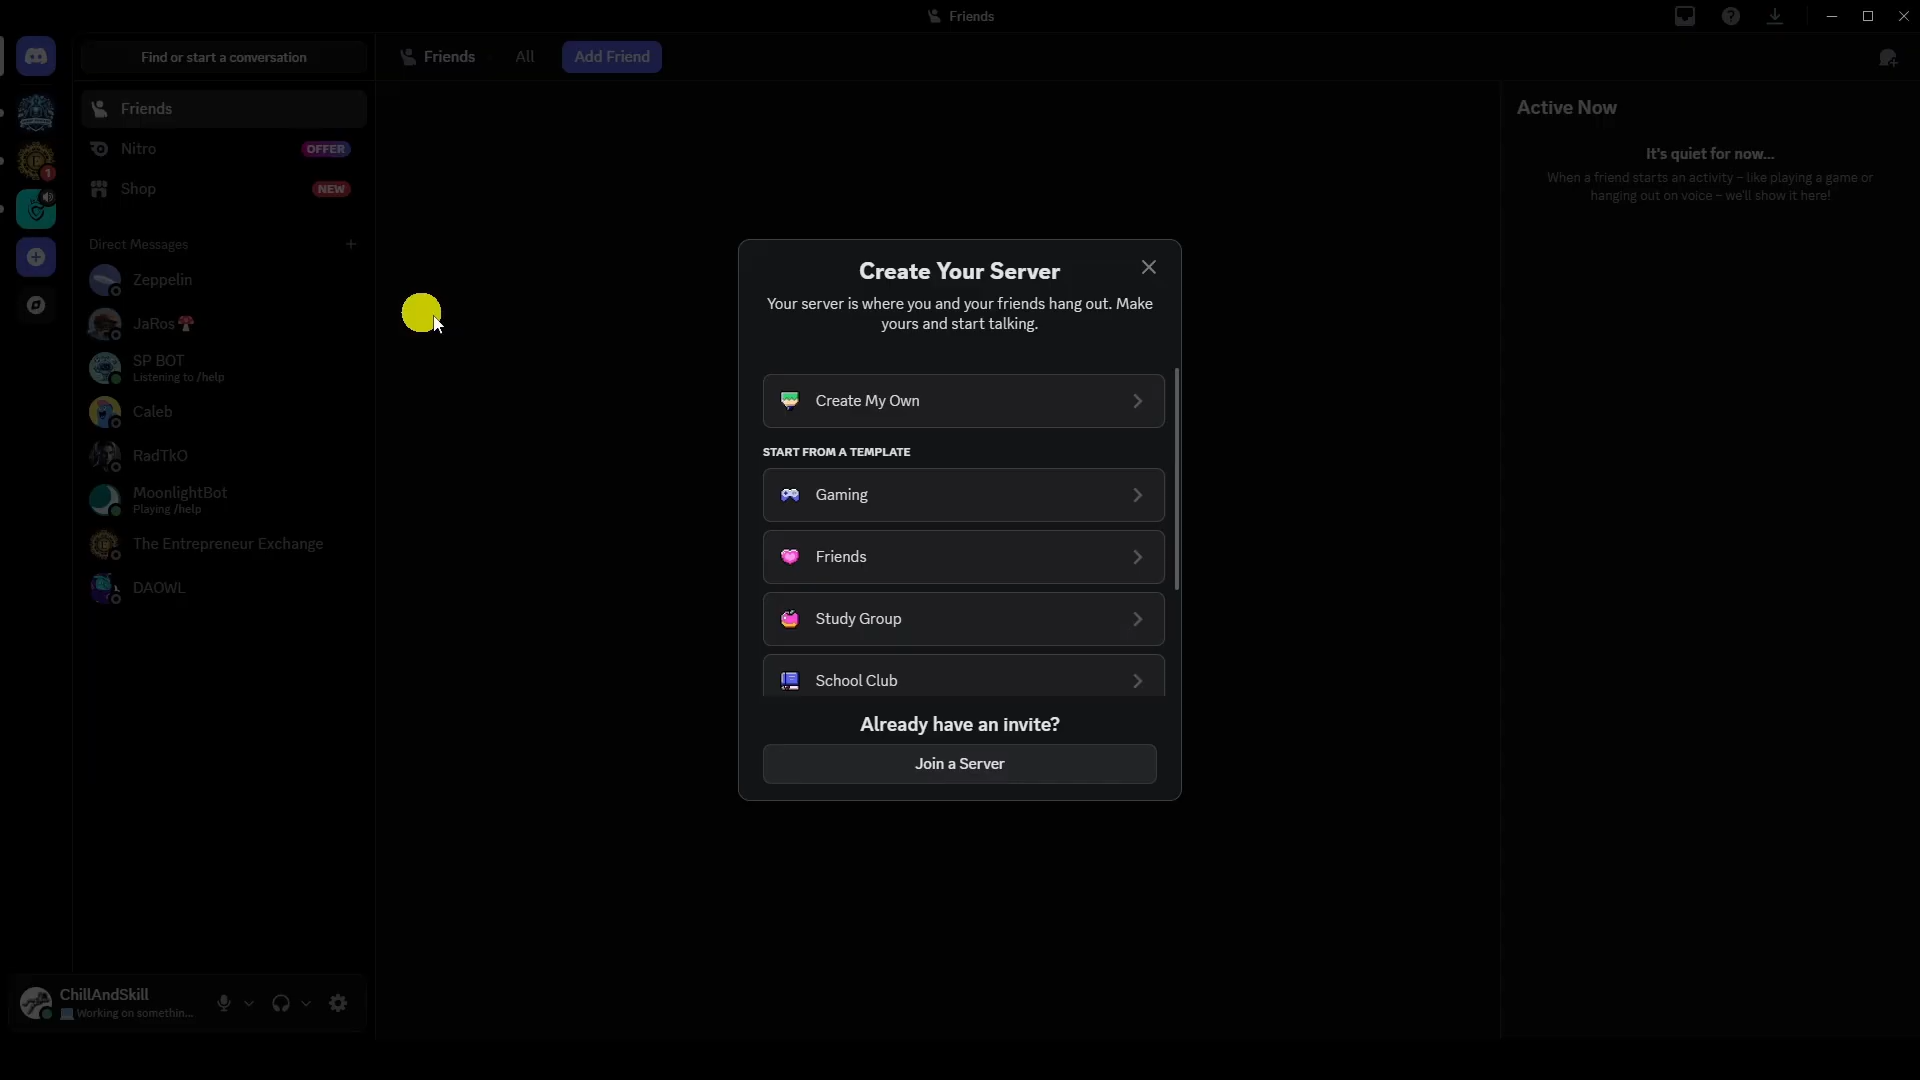 Friends
Find or start a conversation
Friends
All
Add Friend
Friends
Nitro
OFFER
Shop
NEW
Direct Messages
Zeppelin
JaRos
SP BOT
Listening to /help
Caleb
RadTkO
MoonlightBot
Playing /help
The Entrepreneur Exchange
DAOWL
1
ChillAndSkill
Working on somethin...
Create Your Server
Your server is where you and your friends hang out. Make
yours and start talking.
Create My Own
START FROM A TEMPLATE
Gaming
Friends
Study Group
School Club
Already have an invite?
Join a Server
Active Now
It's quiet for now...
When a friend starts an activity – like playing a game or
hanging out on voice – we'll show it here!